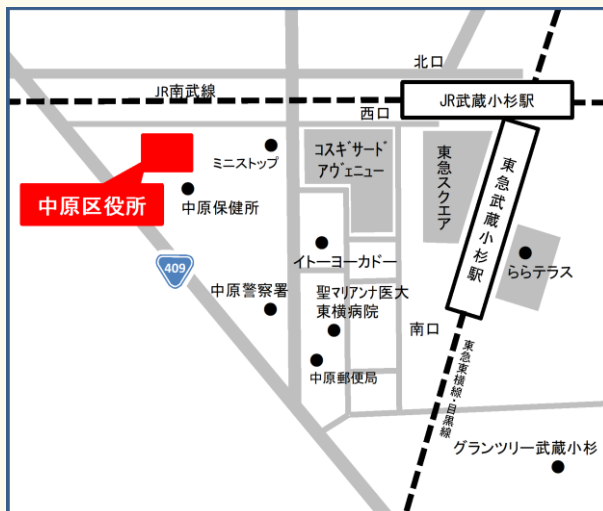 北口
JR南武線
JR武蔵小杉駅
西口
ミニストップ
コスギサード
アヴェニュー
東急スクエア
東急武蔵小杉駅
中原区役所
中原保健所
イトーヨーカドー
ららテラス
409
中原警察署
聖マリアンナ医大
東横病院
南口
中原郵便局
東急東横線・目黒線
グランツリー武蔵小杉